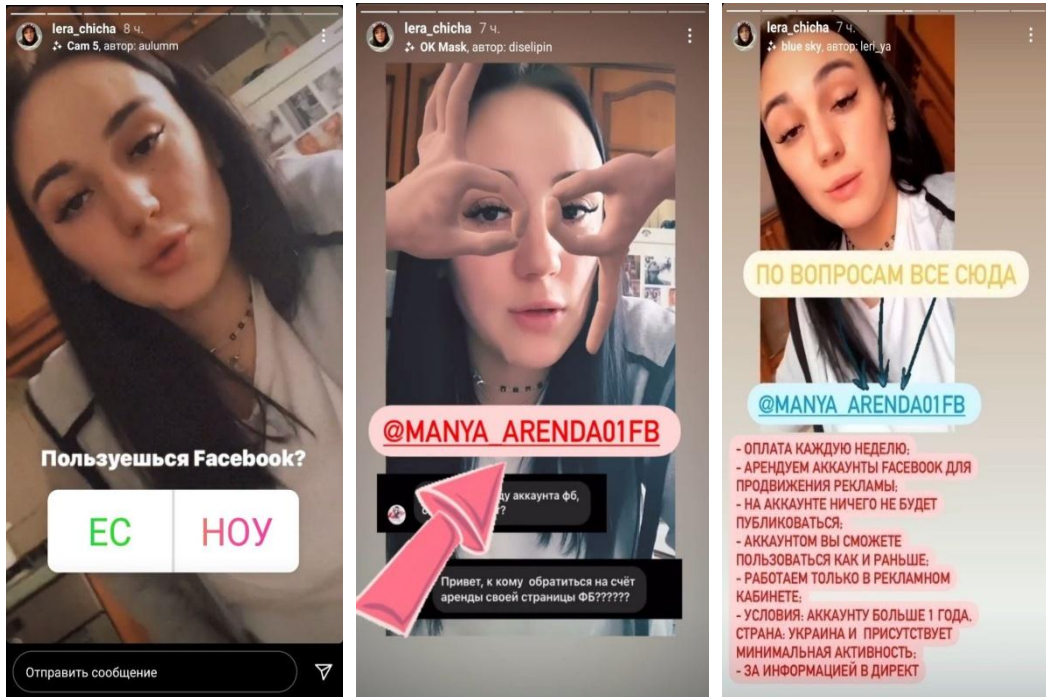 lera_chicha 8 ч.
Cam 5, автор: aulumm
Пользуешься Facebook?
ЕС
НОУ
Отправить сообщение
lera_chicha 7 ч.
OK Mask, автор: diselipin
@MANYA_ARENDA01FB
ду аккаунта фб,
?
Привет, к кому обратиться на счёт
аренды своей страницы ФБ??????
lera_chicha 7 ч.
blue sky, автор: leri_ya
ПО ВОПРОСАМ ВСЕ СЮДА
@MANYA_ARENDA01FB
- ОПЛАТА КАЖДУЮ НЕДЕЛЮ;
- АРЕНДУЕМ АККАУНТЫ FACEBOOK ДЛЯ
ПРОДВИЖЕНИЯ РЕКЛАМЫ;
- НА АККАУНТЕ НИЧЕГО НЕ БУДЕТ
ПУБЛИКОВАТЬСЯ;
- АККАУНТОМ ВЫ СМОЖЕТЕ
ПОЛЬЗОВАТЬСЯ КАК И РАНЬШЕ;
- РАБОТАЕМ ТОЛЬКО В РЕКЛАМНОМ
КАБИНЕТЕ;
- УСЛОВИЯ: АККАУНТУ БОЛЬШЕ 1 ГОДА,
СТРАНА: УКРАИНА И ПРИСУТСТВУЕТ
МИНИМАЛЬНАЯ АКТИВНОСТЬ;
- ЗА ИНФОРМАЦИЕЙ В ДИРЕКТ